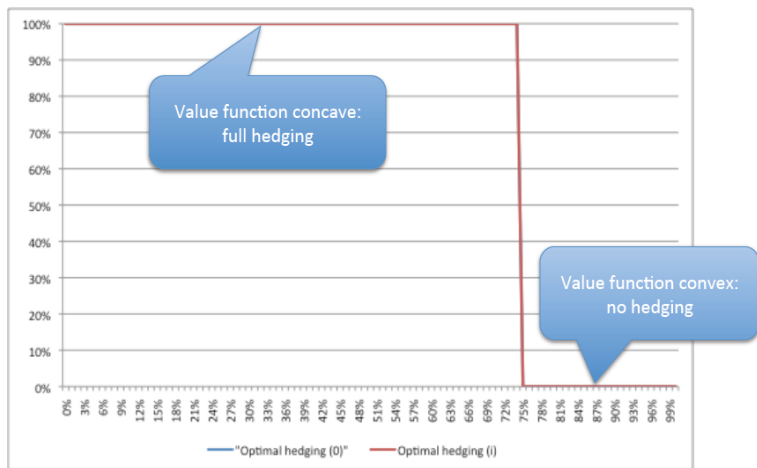 100%
90%
80%
70%
60%
50%
40%
30%
20%
10%
0%
Value function concave:
full hedging
Value function convex:
no hedging
0% 3% 6% 9% 12% 15% 18% 21% 24% 27% 30% 33% 36% 39% 42% 45% 48% 51% 54% 57% 60% 63% 66% 69% 72% 75% 78% 81% 84% 87% 90% 93% 96% 99%
"Optimal hedging (0)" Optimal hedging (i)